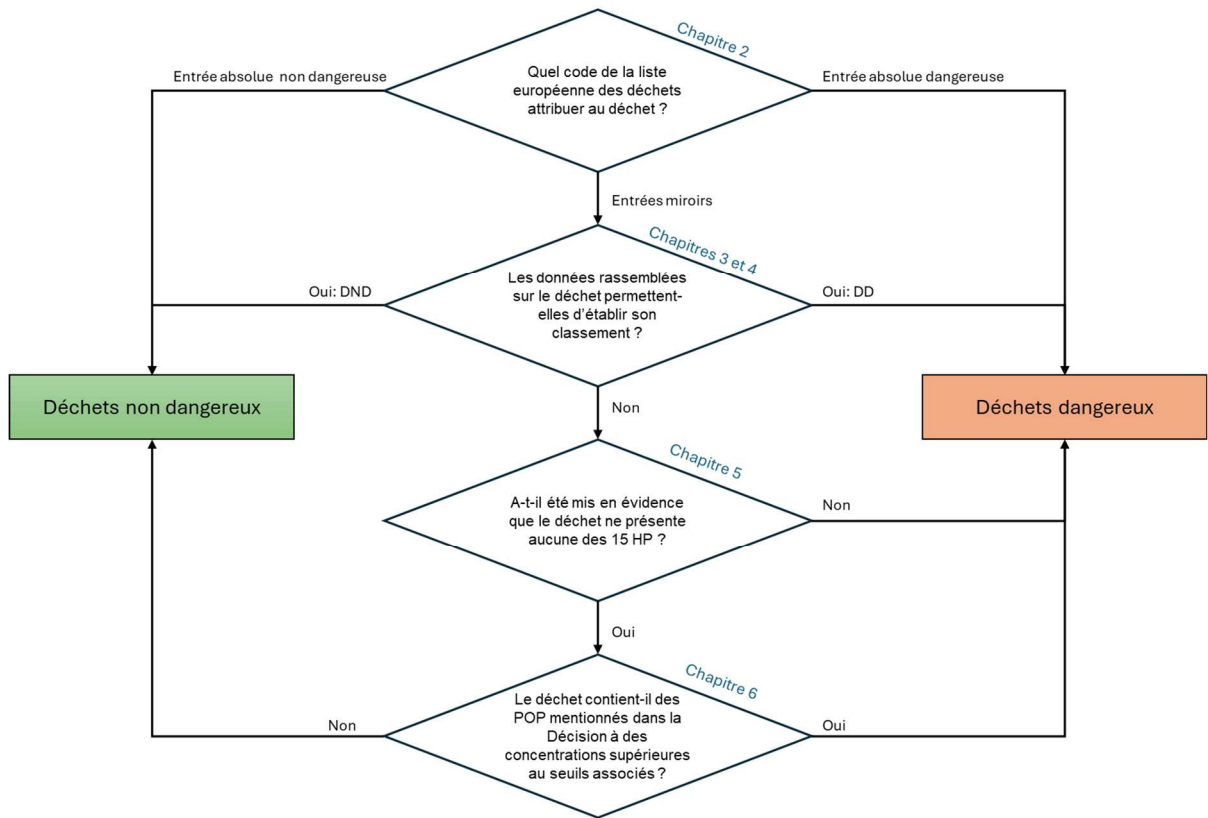 Chapitre 2
Entrée absolue non dangereuse
Quel code de la liste
européenne des déchets
attribuer au déchet ?
Entrée absolue dangereuse
Entrées miroirs
Chapitres 3 et 4
Oui: DND
Les données rassemblées
sur le déchet permettent-
elles d'établir son
classement ?
Oui: DD
Déchets non dangereux
Déchets dangereux
Non
Chapitre 5
A-t-il été mis en évidence
que le déchet ne présente
aucune des 15 HP ?
Non
Oui
Chapitre 6
Non
Le déchet contient-il des
POP mentionnés dans la
Décision à des
concentrations supérieures
au seuils associés ?
Oui